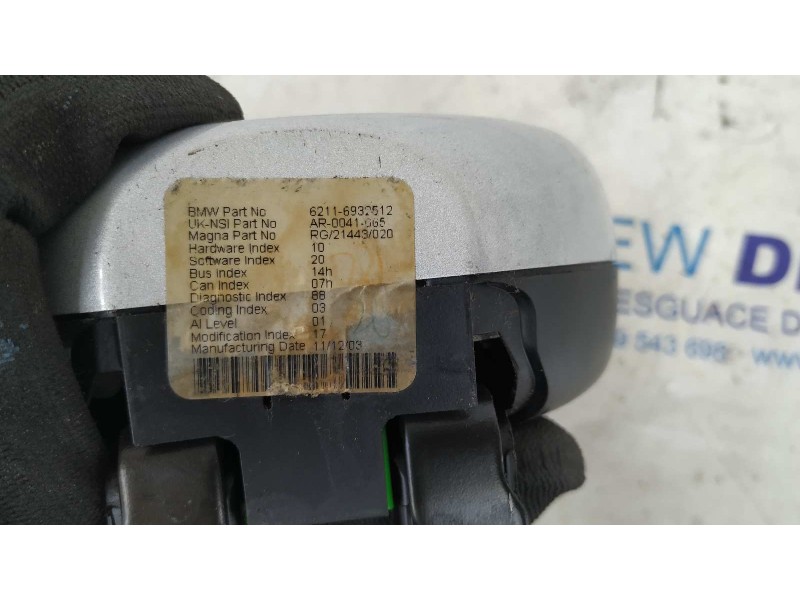 BMW Part No 6211-6932512
UK-NSI Part No AR-0041-665
Magna Part No RG/21443/020
Hardware Index 10
Software Index 20
Bus Index 14h
Can Index 07h
Diagnostic Index 88
Coding Index 03
AI Level 01
Modification Index 17
Manufacturing Date 11/12/03
EW
ESGUACE D
9 543 698
www.